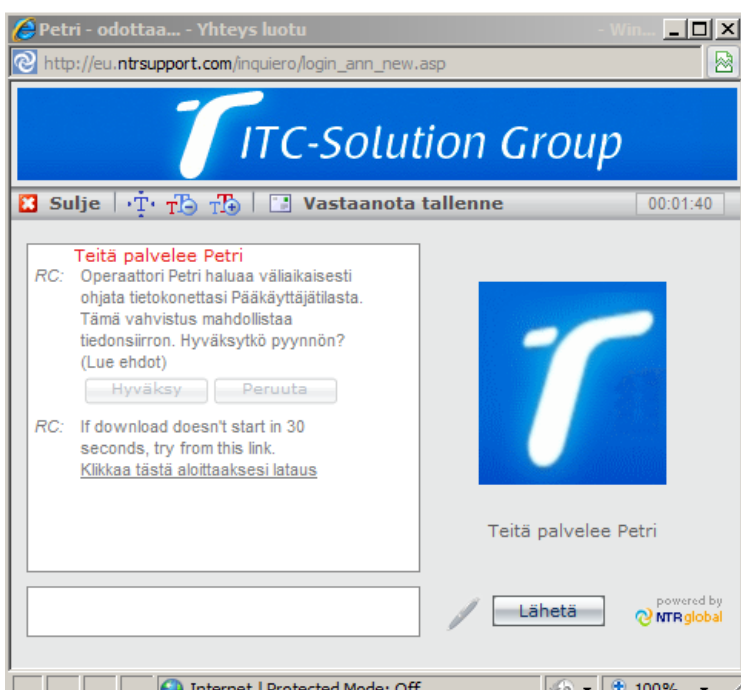 Petri - odottaa... - Yhteys luotu - Win...
http://eu.ntrsupport.com/inquiero/login_ann_new.asp
ITC-Solution Group
Sulje T T T Vastaanota tallenne 00:01:40
Teitä palvelee Petri
RC: Operaattori Petri haluaa väliaikaisesti
ohjata tietokonettasi Pääkäyttäjätilasta.
Tämä vahvistus mahdollistaa
tiedonsiirron. Hyväksytkö pyynnön?
(Lue ehdot)
Hyväksy Peruuta
RC: If download doesn't start in 30
seconds, try from this link.
Klikkaa tästä aloittaaksesi lataus
Teitä palvelee Petri
Lähetä
powered by
NTRglobal
Internet | Protected Mode: Off 100%